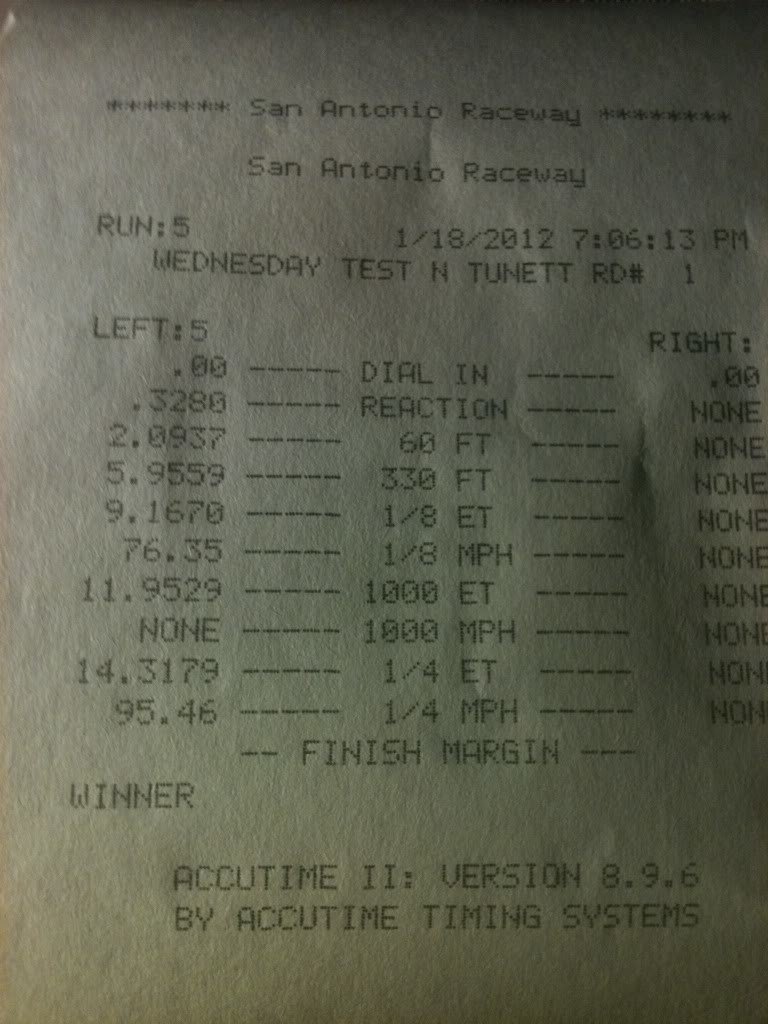 ******* San Antonio Raceway ********
San Antonio Raceway
RUN:5 1/18/2012 7:06:13 PM
WEDNESDAY TEST N TUNETT RD# 1
LEFT:5 RIGHT:
.00 ----- DIAL IN ----- .00
.3280 ----- REACTION ----- NONE
2.0937 ----- 60 FT ----- NONE
5.9559 ----- 330 FT ----- NONE
9.1670 ----- 1/8 ET ----- NONE
76.35 ----- 1/8 MPH ----- NONE
11.9529 ----- 1000 ET ----- NONE
NONE ----- 1000 MPH ----- NONE
14.3179 ----- 1/4 ET ----- NON
95.46 ----- 1/4 MPH ----- NON
-- FINISH MARGIN ---
WINNER
ACCUTIME II: VERSION 8.9.6
BY ACCUTIME TIMING SYSTEMS